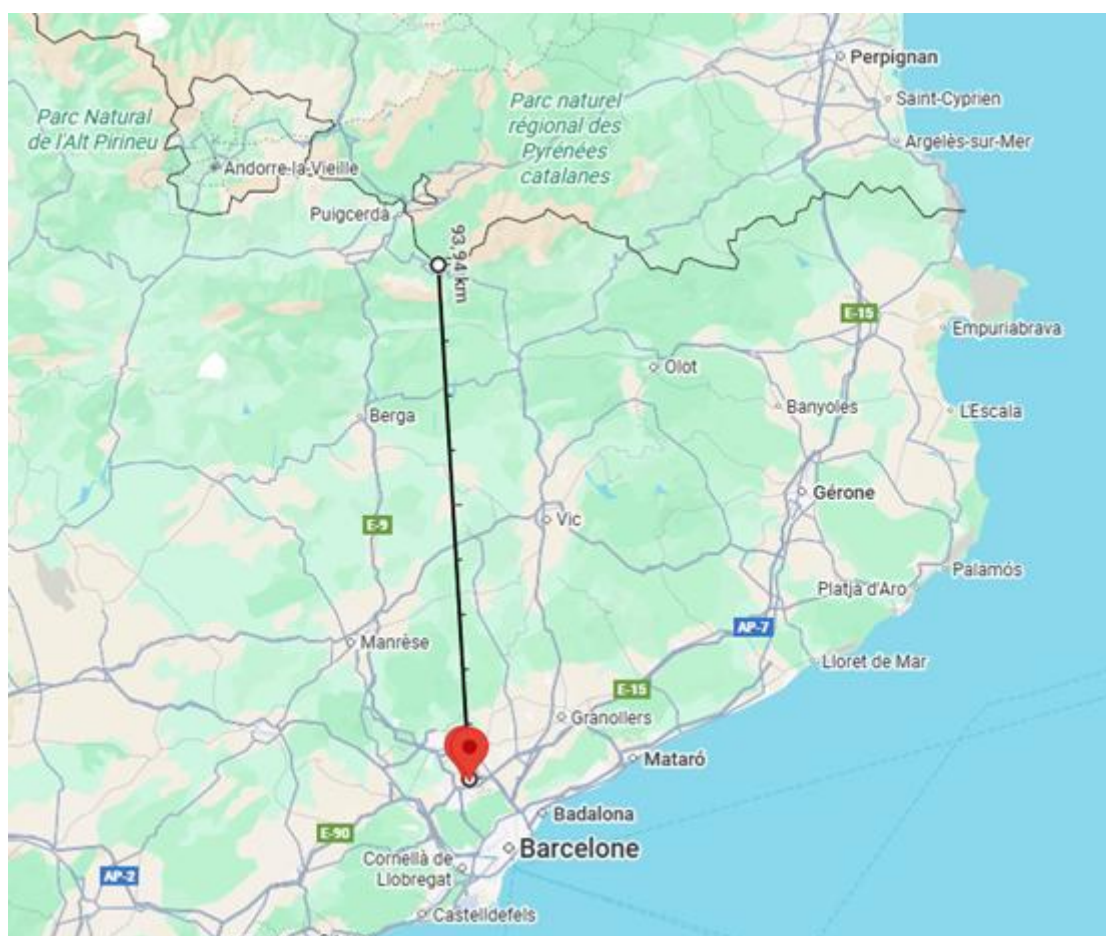 Perpignan
Parc Natural
de l'Alt Pirineu
Parc naturel
régional des
Pyrénées
catalanes
Saint-Cyprien
Argelès-sur-Mer
Andorre-la-Vieille
Puigcerdà
93,94 km
E-15
Empuriabrava
Olot
Banyoles
L'Escala
Berga
Gérone
E-9
Vic
Palamós
Platja d'Aro
AP-7
Manrèse
Lloret de Mar
E-15
Granollers
Mataró
Badalona
E-90
Barcelone
Cornellà de
Llobregat
AP-2
Castelldefels